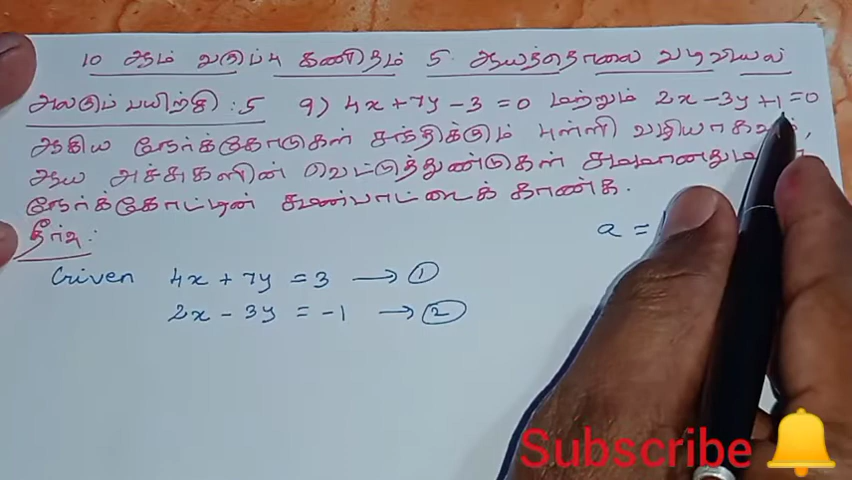 10 ஆம் வகுப்பு கணிதம் 5. ஆயத்தொலை வடிவியல்
அலகுப் பயிற்சி : 5 9) 4x + 7y - 3 = 0 மற்றும் 2x - 3y + 1 = 0
ஆகிய நேர்க்கோடுகள் சந்திக்கும் புள்ளி வழியாகவும்,
ஆய அச்சுகளின் வெட்டுத்துண்டுகள் சமமானதுமான
நேர்க்கோட்டின் சமன்பாட்டைக் காண்க.
தீர்வு: a =
Given 4x + 7y = 3 → ①
2x - 3y = -1 → ②
Subscribe